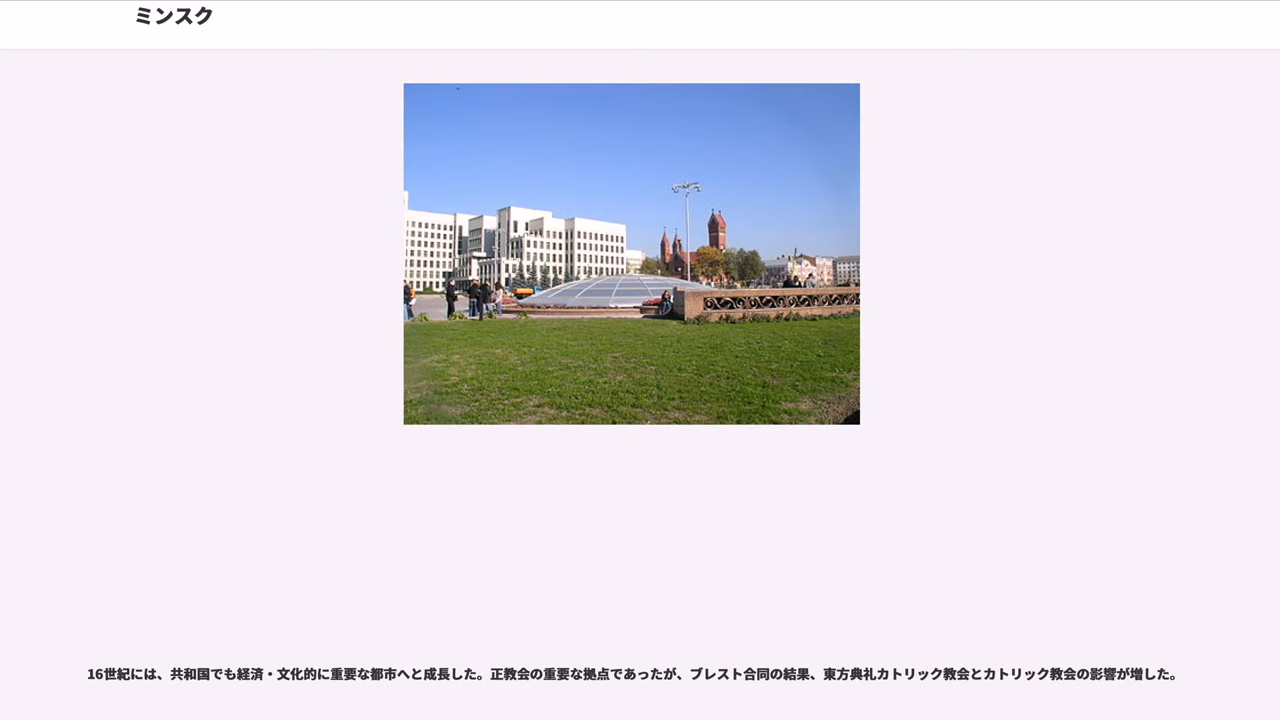 ミンスク
16世紀には、共和国でも経済・文化的に重要な都市へと成長した。正教会の重要な拠点であったが、ブレスト合同の結果、東方典礼カトリック教会とカトリック教会の影響が増した。